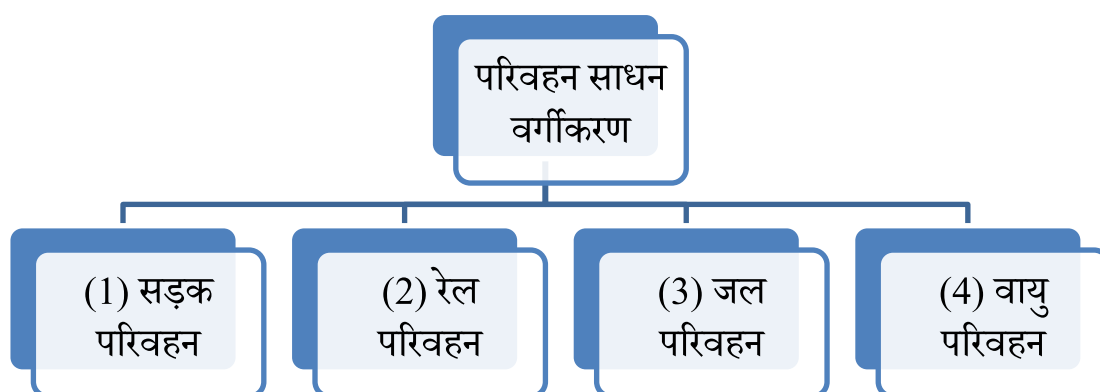 परिवहन साधन
वर्गीकरण
(1) सड़क
परिवहन
(2) रेल
परिवहन
(3) जल
परिवहन
(4) वायु
परिवहन